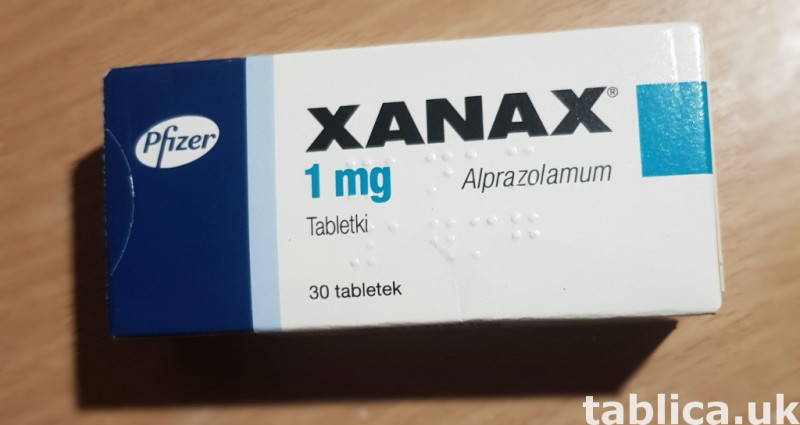 Pfizer
XANAX®
1 mg
Alprazolamum
Tabletki
30 tabletek
tablica.uk